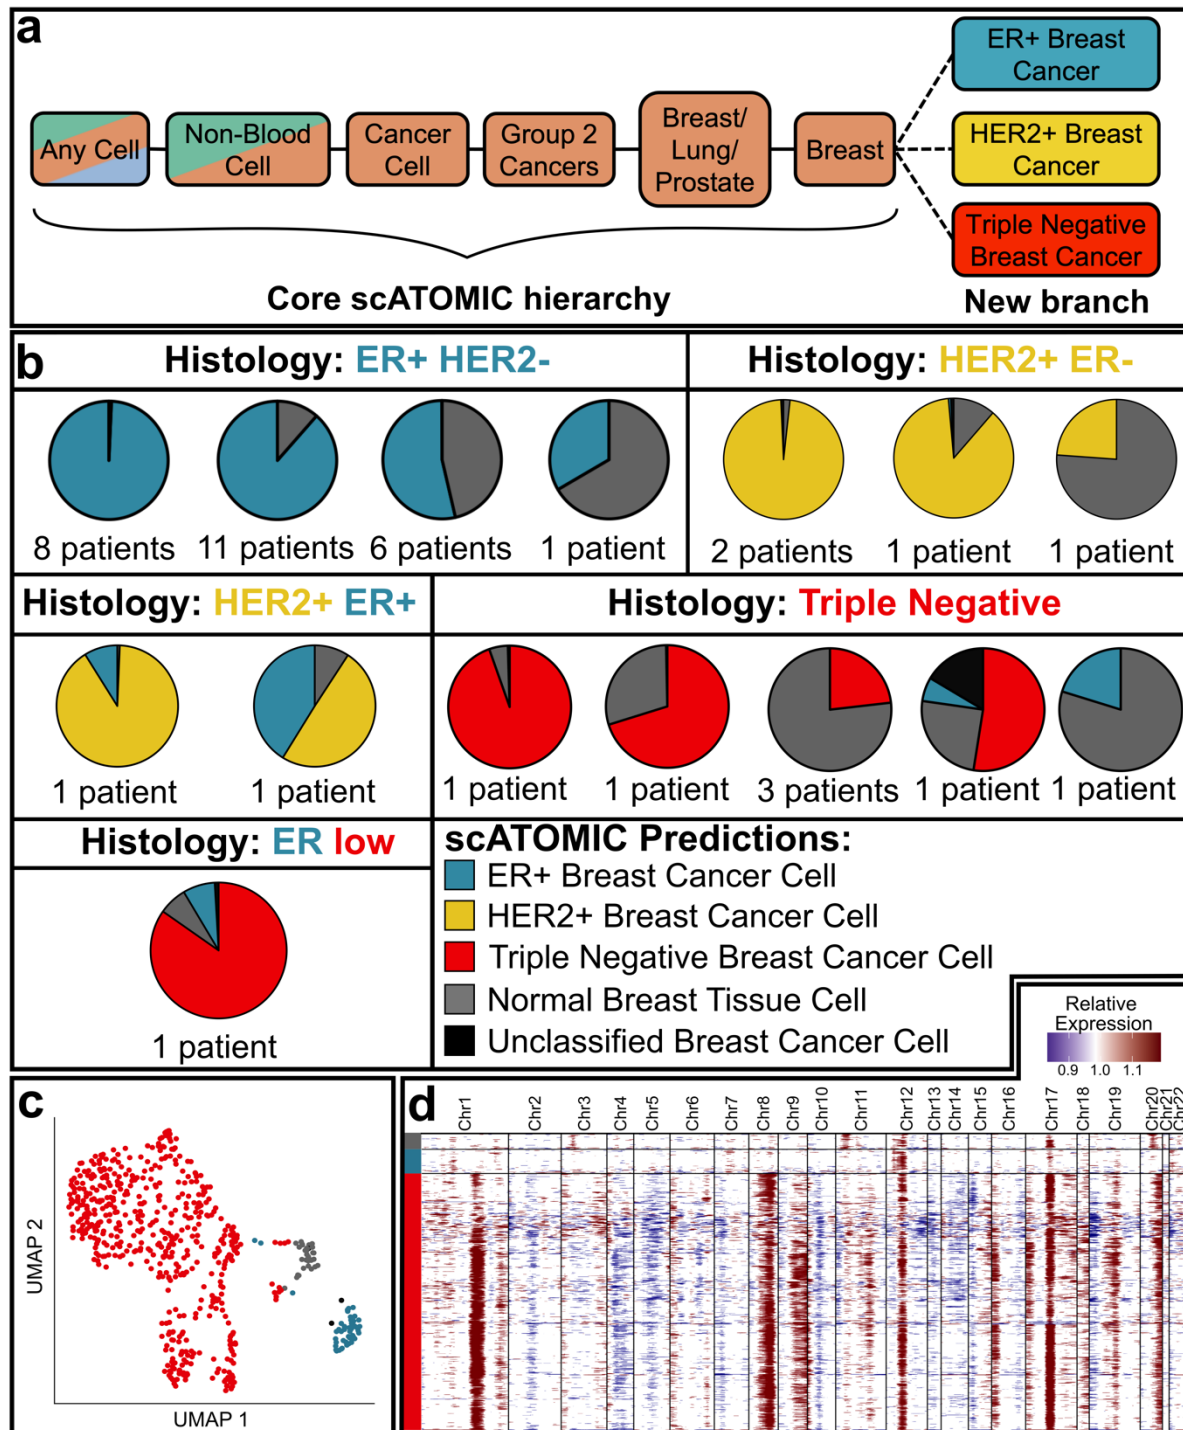 a
Any Cell
Non-Blood
Cell
Cancer
Cell
Group 2
Cancers
Breast/
Lung/
Prostate
Breast
ER+ Breast
Cancer
HER2+ Breast
Cancer
Triple Negative
Breast Cancer
Core scATOMIC hierarchy
New branch
b
Histology: ER+ HER2-
8 patients
11 patients
6 patients
1 patient
Histology: HER2+ ER-
2 patients
1 patient
1 patient
Histology: HER2+ ER+
1 patient
1 patient
Histology: Triple Negative
1 patient
1 patient
3 patients
1 patient
1 patient
Histology: ER low
1 patient
scATOMIC Predictions:
ER+ Breast Cancer Cell
HER2+ Breast Cancer Cell
Triple Negative Breast Cancer Cell
Normal Breast Tissue Cell
Unclassified Breast Cancer Cell
c
UMAP 2
UMAP 1
d
Relative
Expression
0.9 1.0 1.1
Chr1
Chr2
Chr3
Chr4
Chr5
Chr6
Chr7
Chr8
Chr9
Chr10
Chr11
Chr12
Chr13
Chr14
Chr15
Chr16
Chr17
Chr18
Chr19
Chr20
Chr21
Chr22